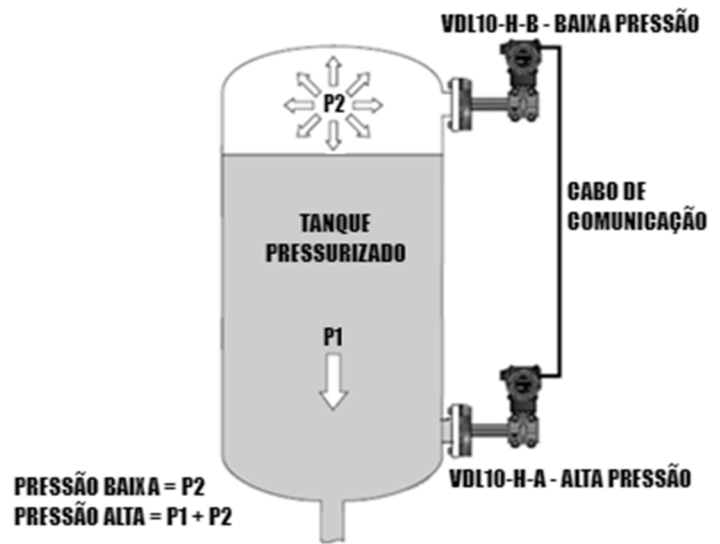 VDL10-H-B - BAIXA PRESSÃO
P2
CABO DE
COMUNICAÇÃO
TANQUE
PRESSURIZADO
P1
VDL10-H-A - ALTA PRESSÃO
PRESSÃO BAIXA = P2
PRESSÃO ALTA = P1 + P2